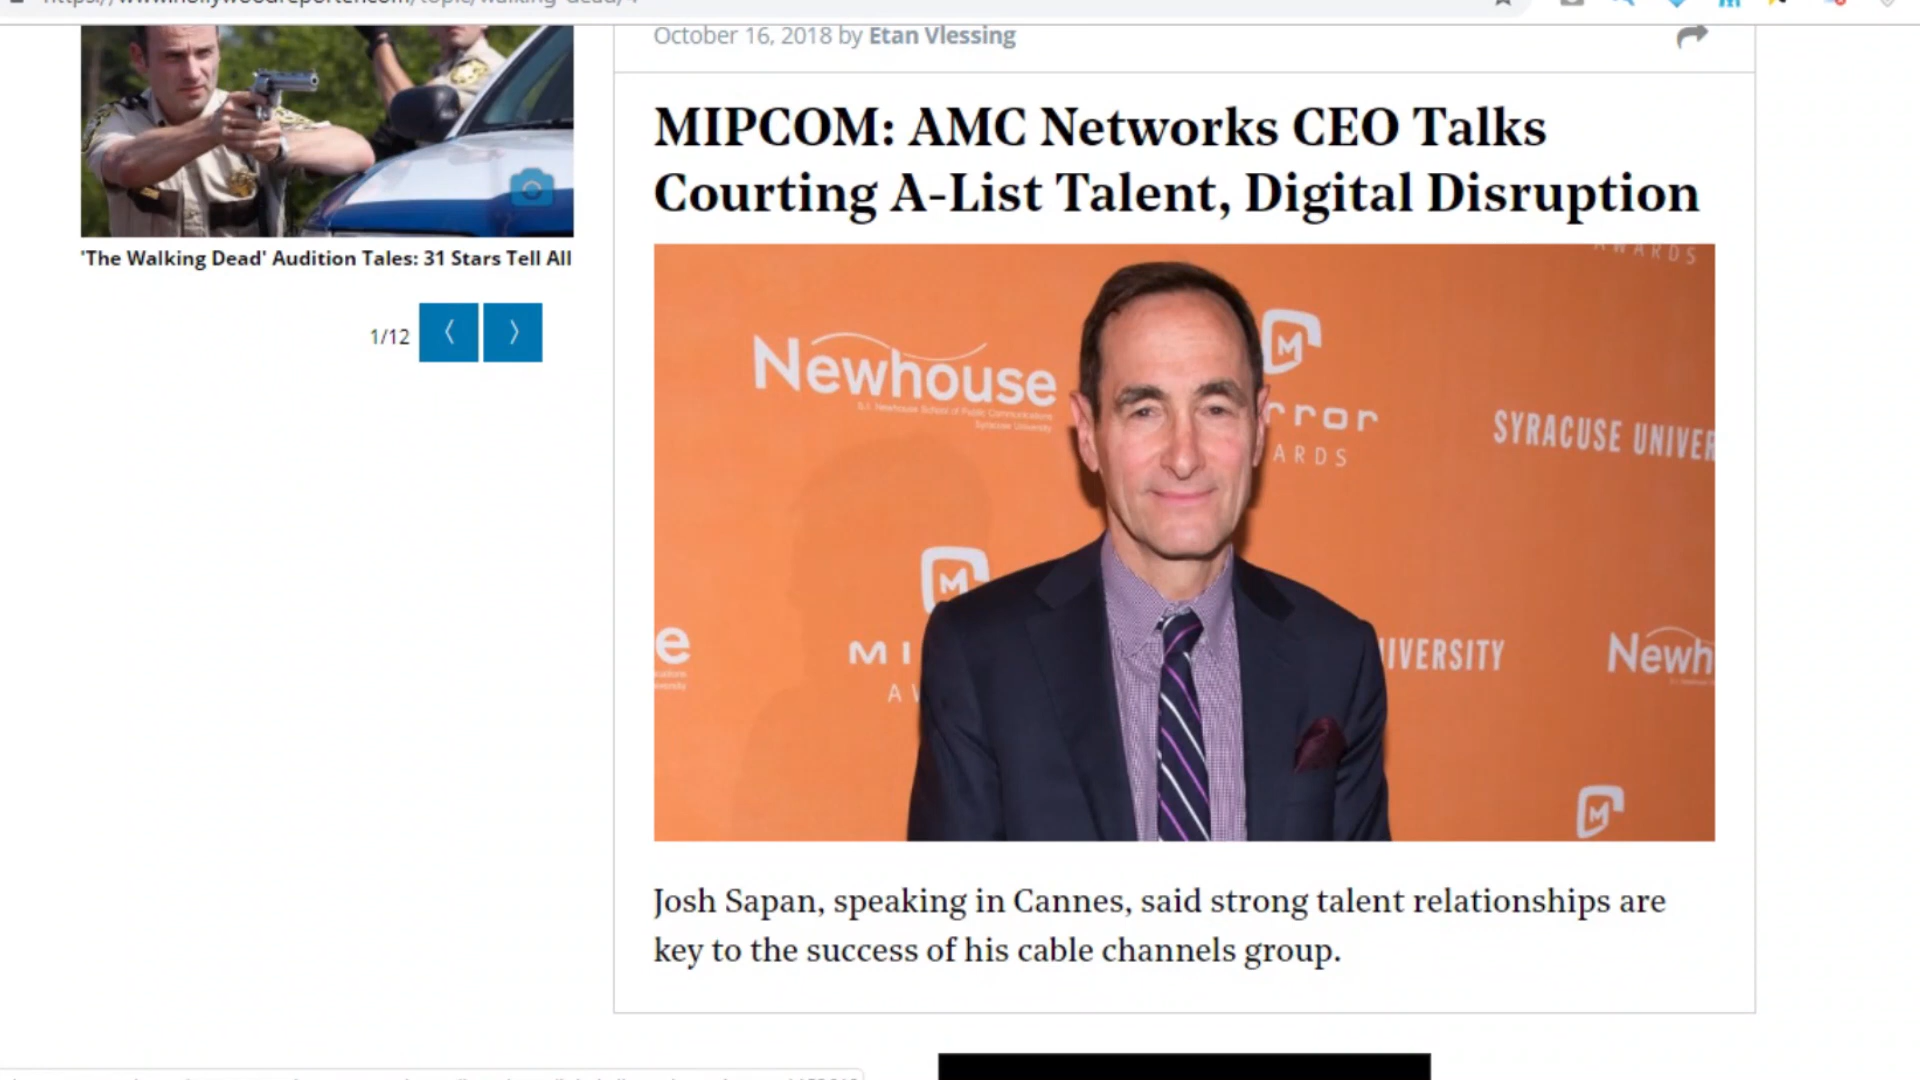 October 16, 2018 by Etan Vlessing
MIPCOM: AMC Networks CEO Talks
Courting A-List Talent, Digital Disruption
'The Walking Dead' Audition Tales: 31 Stars Tell All
1/12
AWARDS
Newhouse
S.I. Newhouse School of Public Communications
Syracuse University
M
rror
ARDS
SYRACUSE UNIVER
M
e
MI
A
IVERSITY
Newh
M
Josh Sapan, speaking in Cannes, said strong talent relationships are
key to the success of his cable channels group.